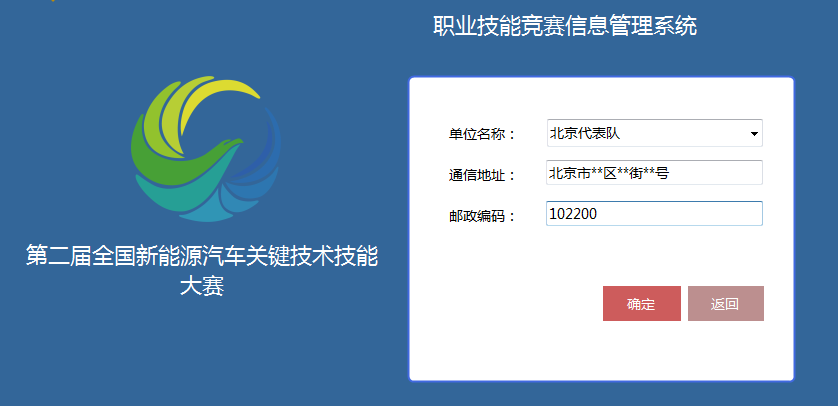 职业技能竞赛信息管理系统
单位名称：
北京代表队
通信地址：
北京市**区**街**号
邮政编码：
102200
第二届全国新能源汽车关键技术技能
大赛
确定
返回